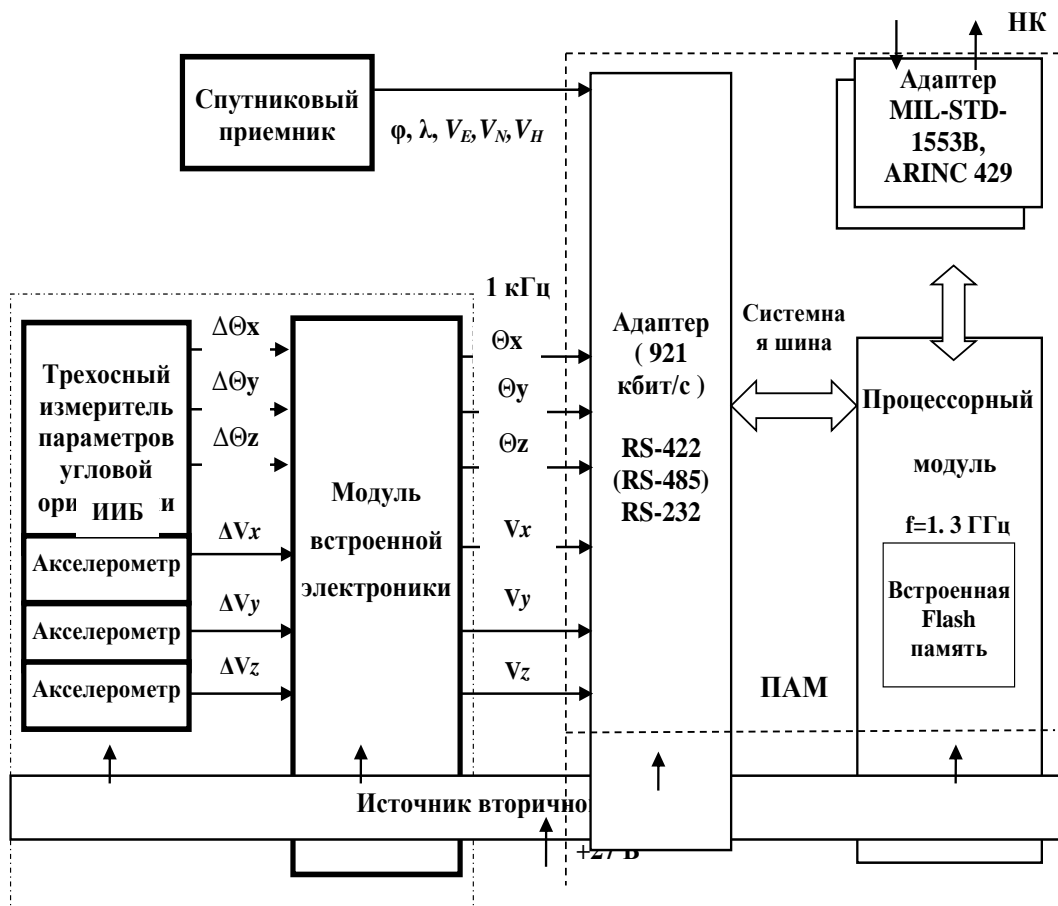 НК
Спутниковый
приемник
φ, λ, V_E, V_N, V_H
Адаптер
MIL-STD-
1553B,
ARINC 429
1 кГц
Трехосный
измеритель
параметров
угловой
ори
и
ИИБ
Акселерометр
Акселерометр
Акселерометр
ΔΘx
ΔΘy
ΔΘz
ΔVx
ΔVy
ΔVz
Модуль
встроенной
электроники
Θx
Θy
Θz
Vx
Vy
Vz
Адаптер
( 921
кбит/с )
RS-422
(RS-485)
RS-232
Системна
я шина
Процессорный
модуль
f=1. 3 ГГц
Встроенная
Flash
память
ПАМ
Источник
+27 В